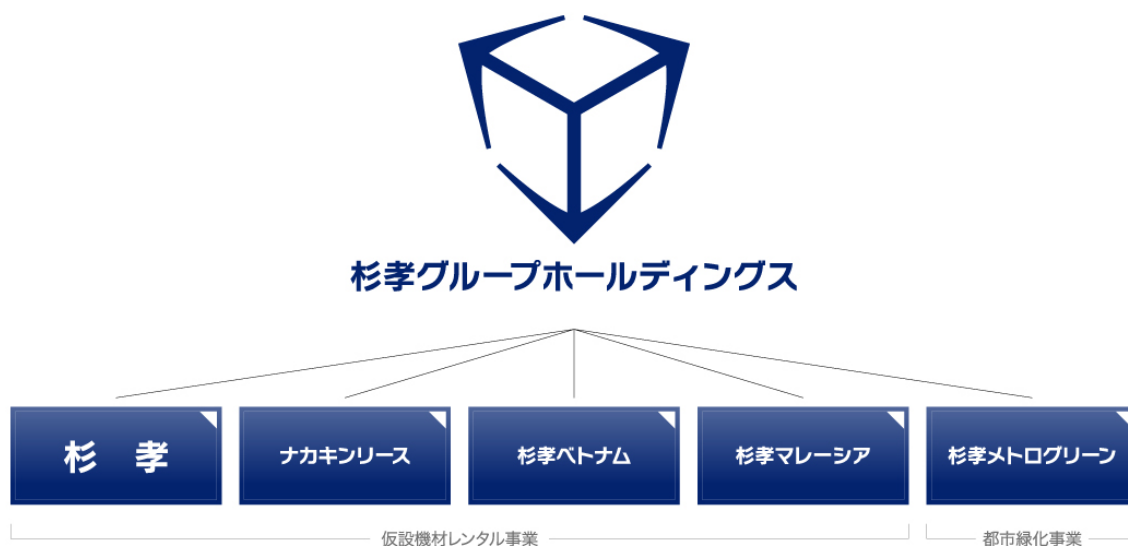 杉孝グループホールディングス
杉　孝
ナカキンリース
杉孝ベトナム
杉孝マレーシア
杉孝メトログリーン
仮設機材レンタル事業
都市緑化事業